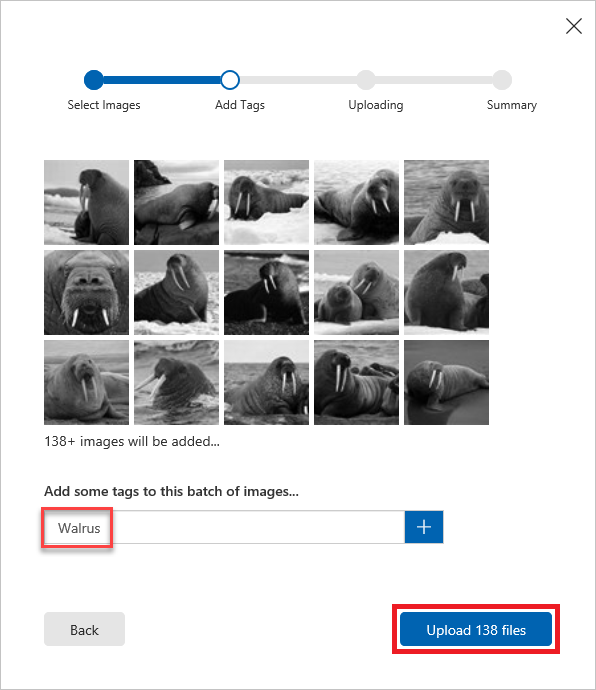 Select Images
Add Tags
Uploading
Summary
138+ images will be added...
Add some tags to this batch of images...
Walrus
Back
Upload 138 files